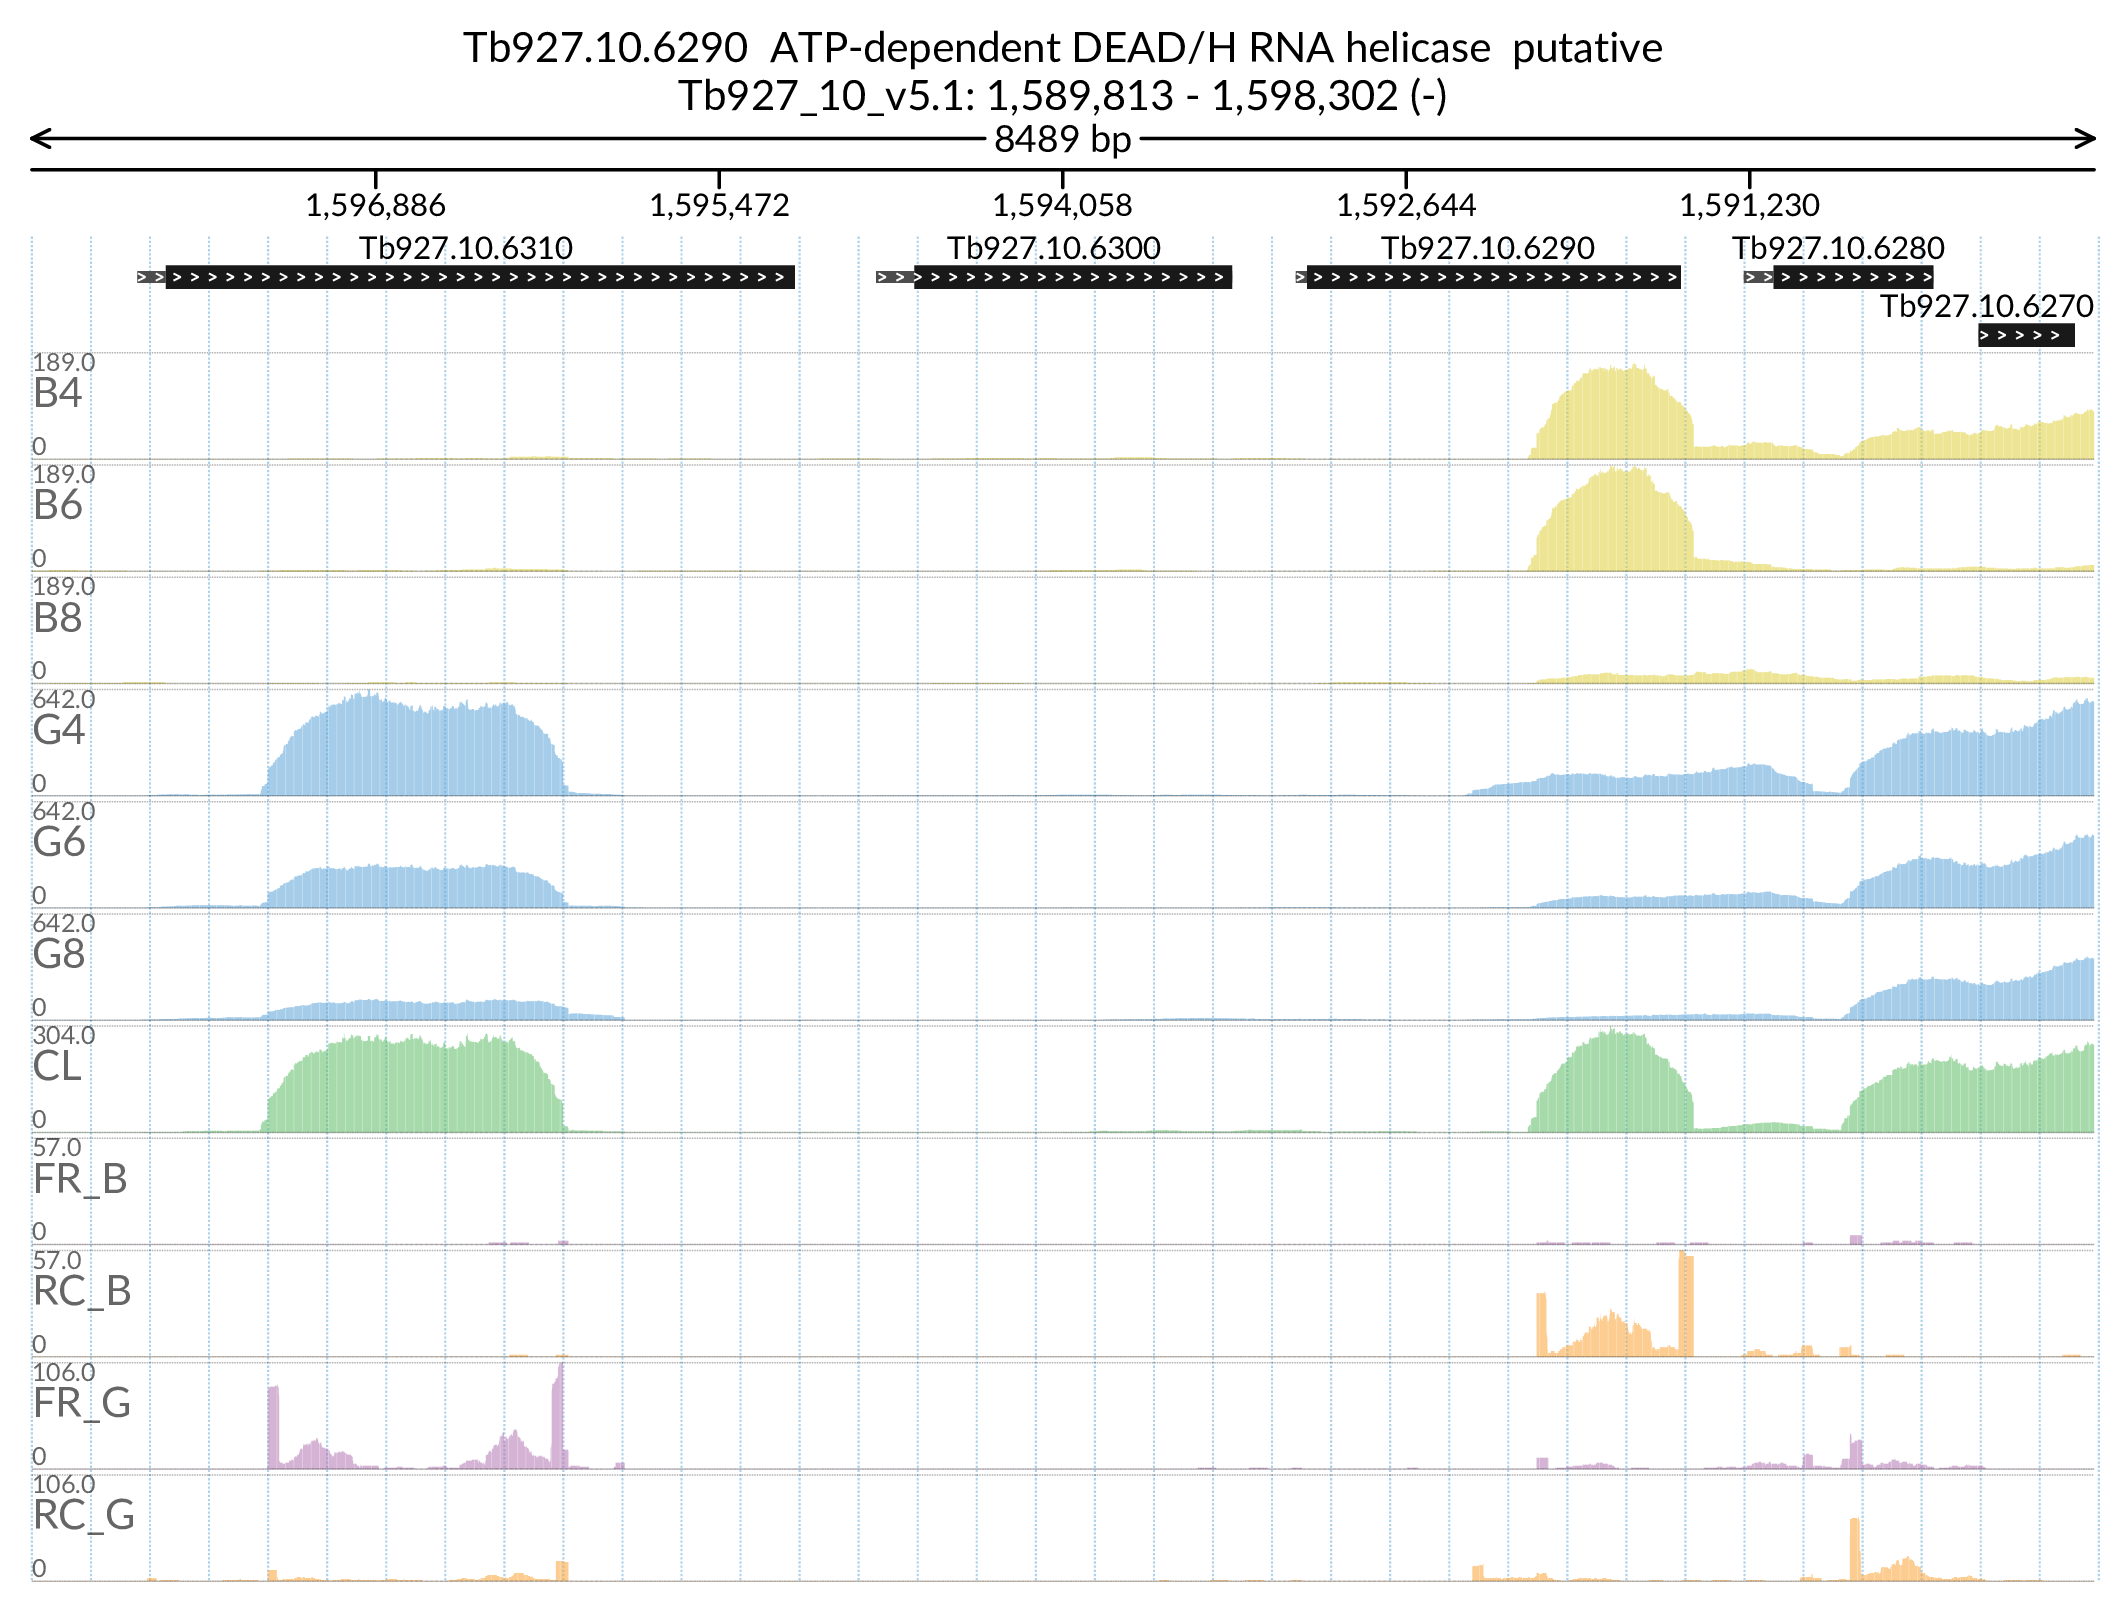 Tb927.10.6290  ATP-dependent DEAD/H RNA helicase  putative
Tb927_10_v5.1: 1,589,813 - 1,598,302 (-)
8489 bp
1,596,886 1,595,472 1,594,058 1,592,644 1,591,230
Tb927.10.6310 Tb927.10.6300 Tb927.10.6290 Tb927.10.6280
Tb927.10.6270
189.0
B4
0
189.0
B6
0
189.0
B8
0
642.0
G4
0
642.0
G6
0
642.0
G8
0
304.0
CL
0
57.0
FR_B
0
57.0
RC_B
0
106.0
FR_G
0
106.0
RC_G
0